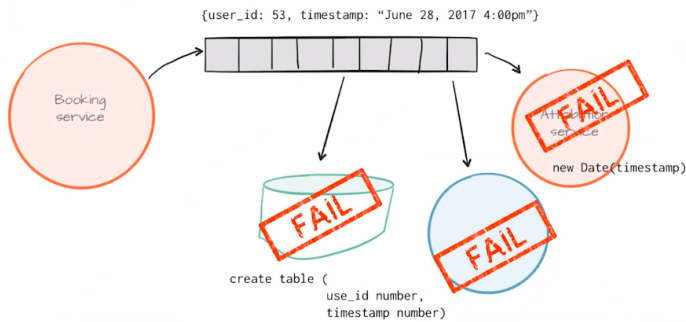 {user_id: 53, timestamp: “June 28, 2017 4:00pm”}
Booking
service
FAIL
Attribution
service
new Date(timestamp)
FAIL
FAIL
create table (
use_id number,
timestamp number)